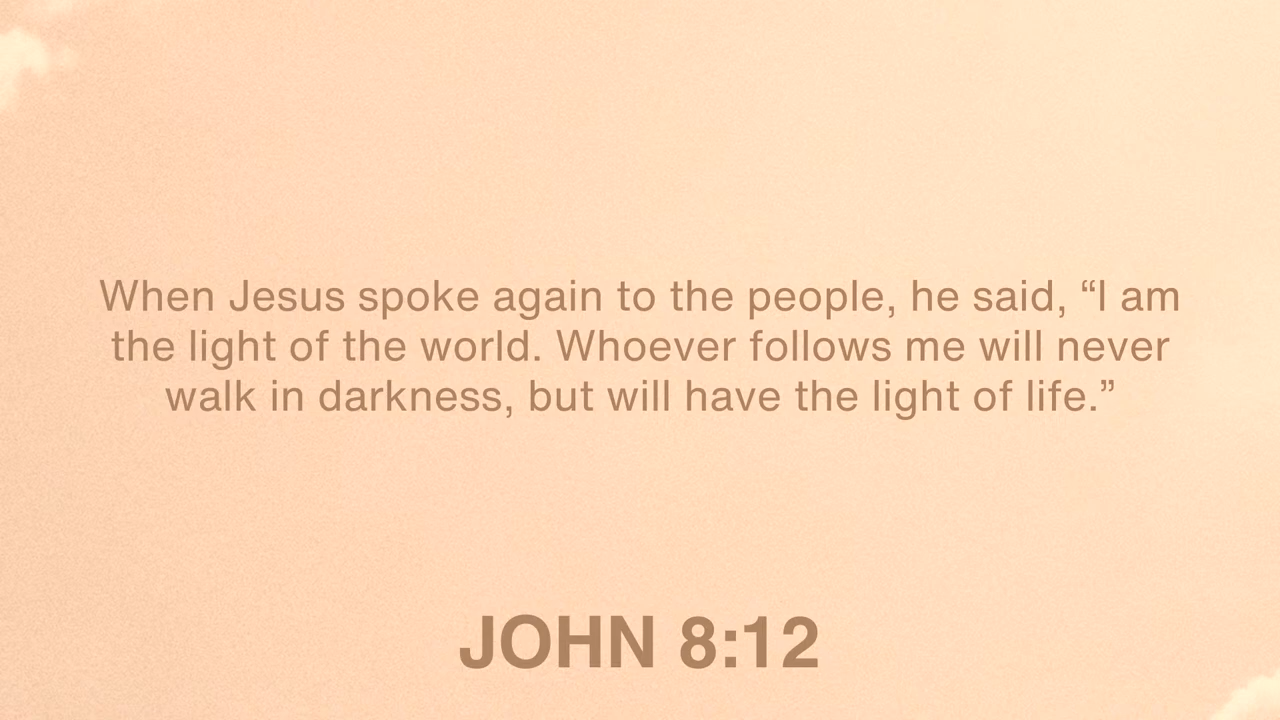 When Jesus spoke again to the people, he said, “I am
the light of the world. Whoever follows me will never
walk in darkness, but will have the light of life.”
JOHN 8:12